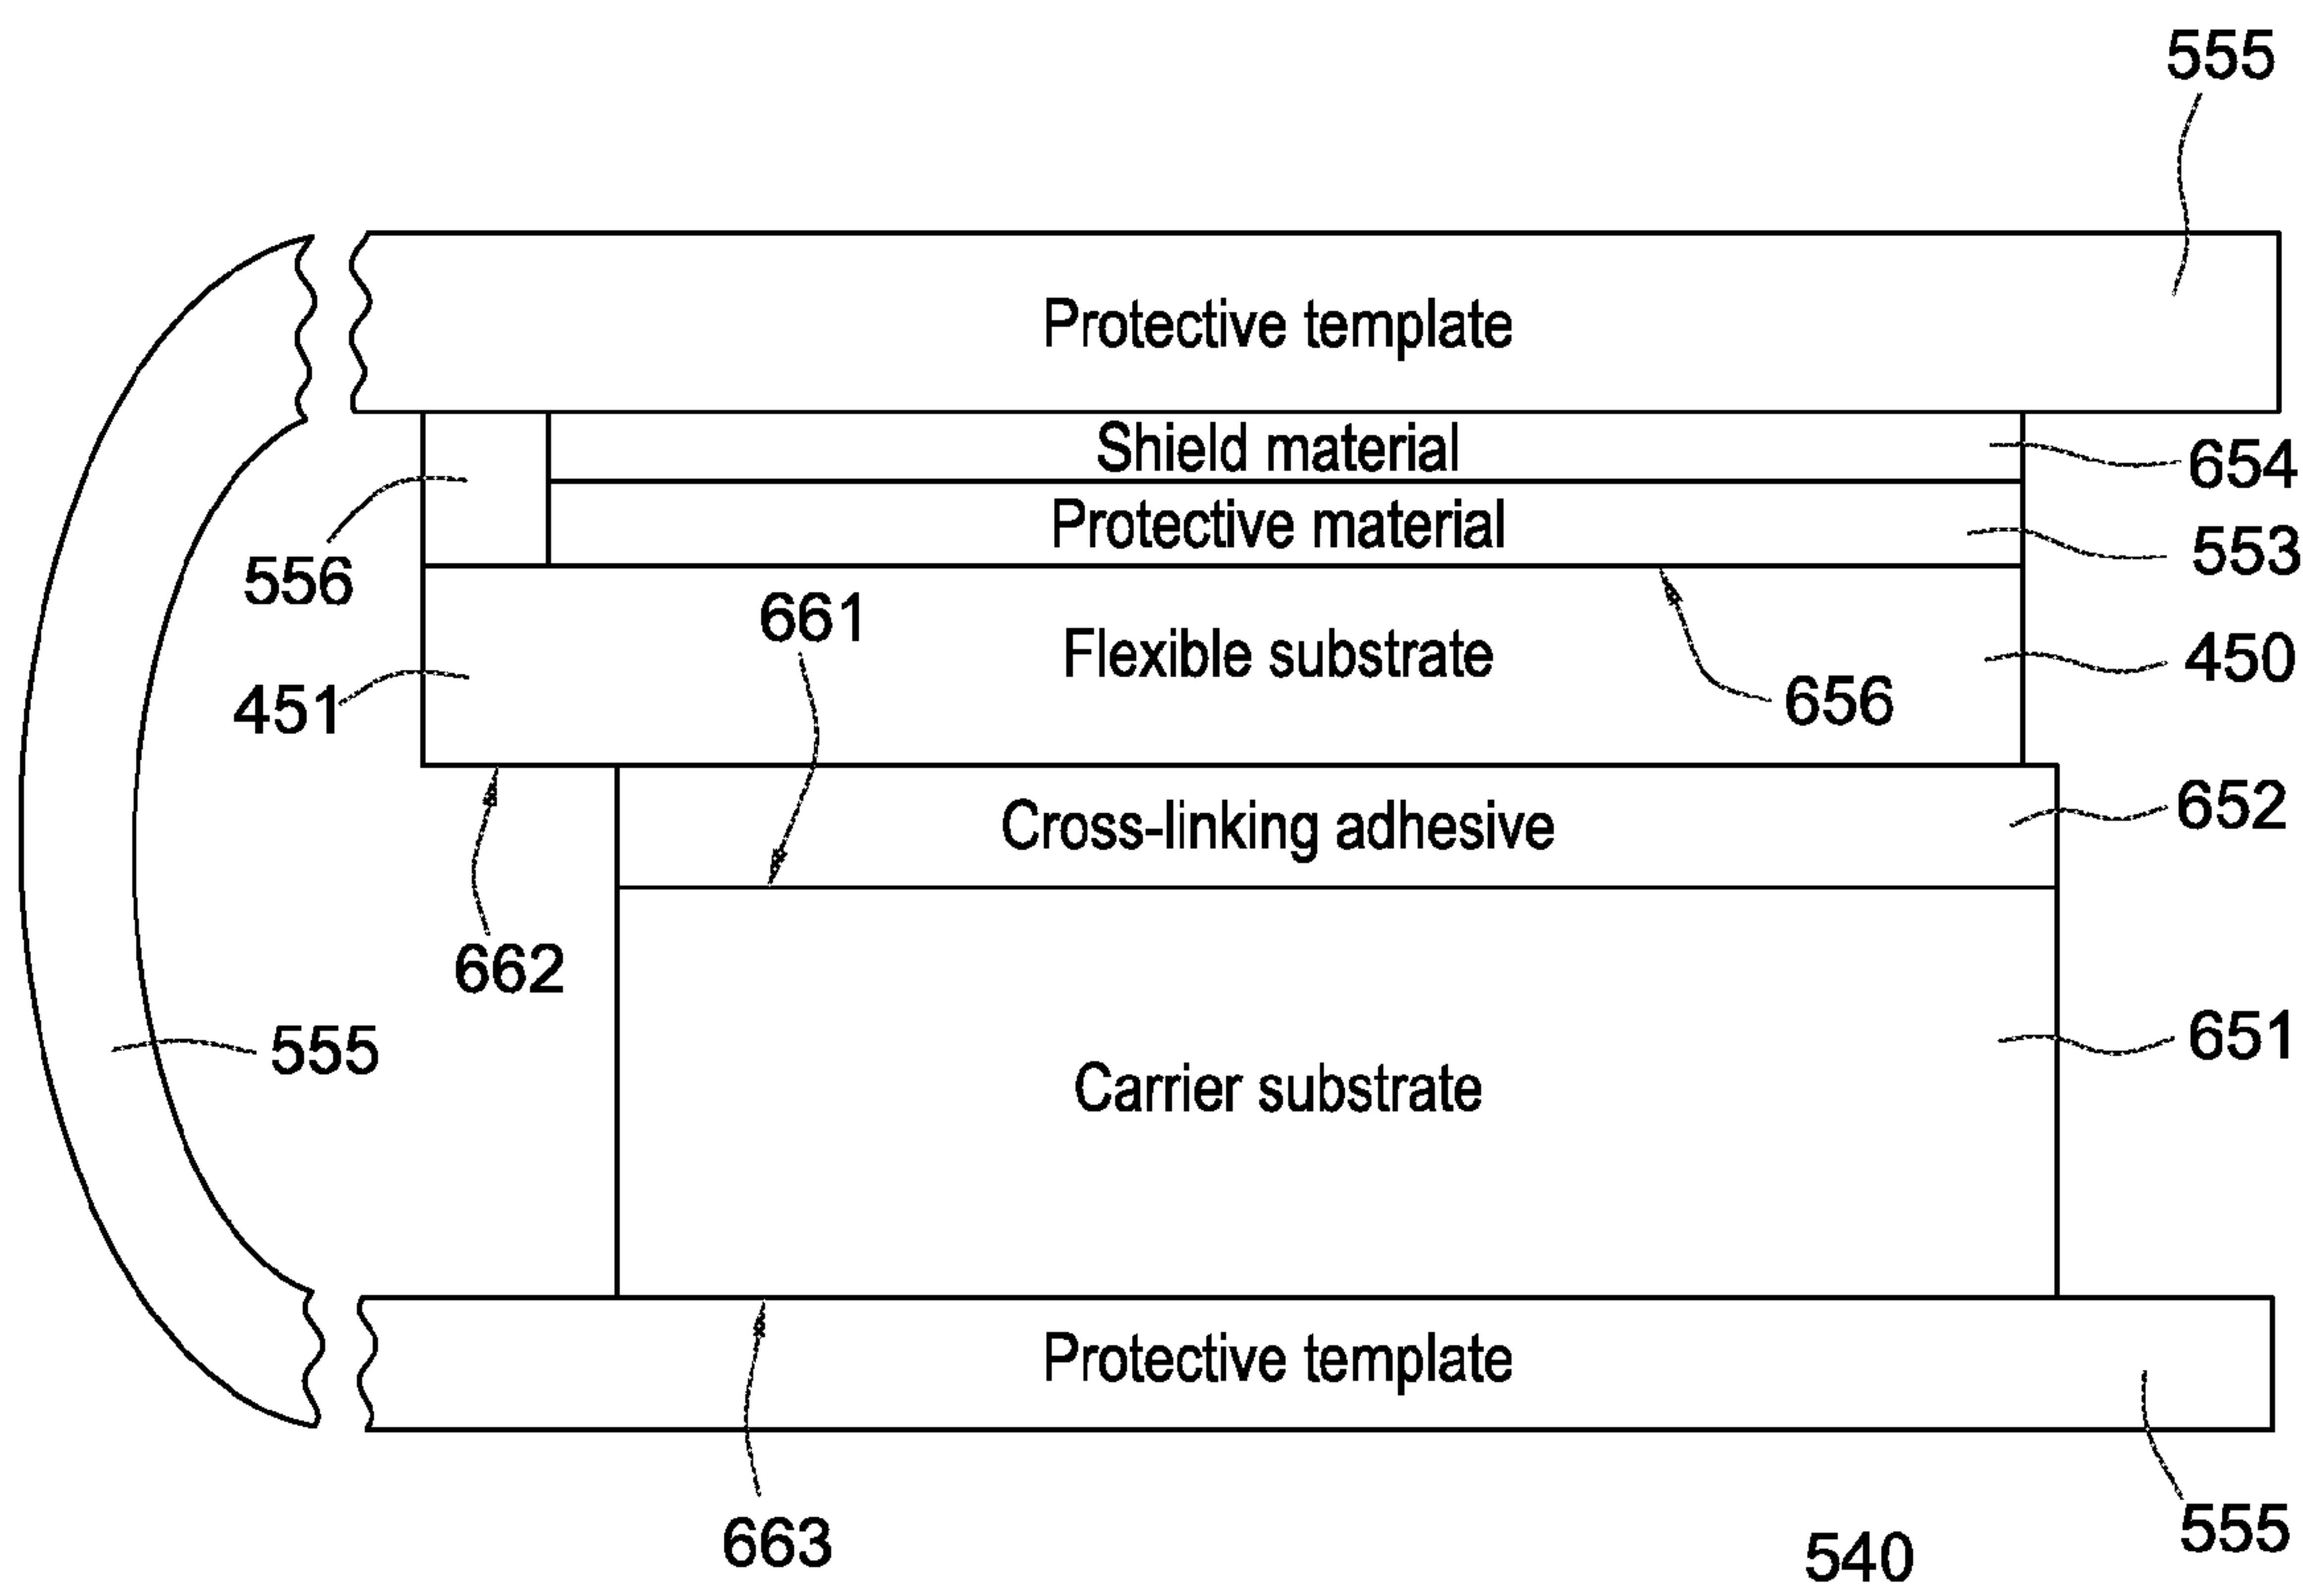 555
Protective template
Shield material
654
Protective material
553
556
661
Flexible substrate
450
451
656
Cross-linking adhesive
652
662
651
555
Carrier substrate
Protective template
663
540
555